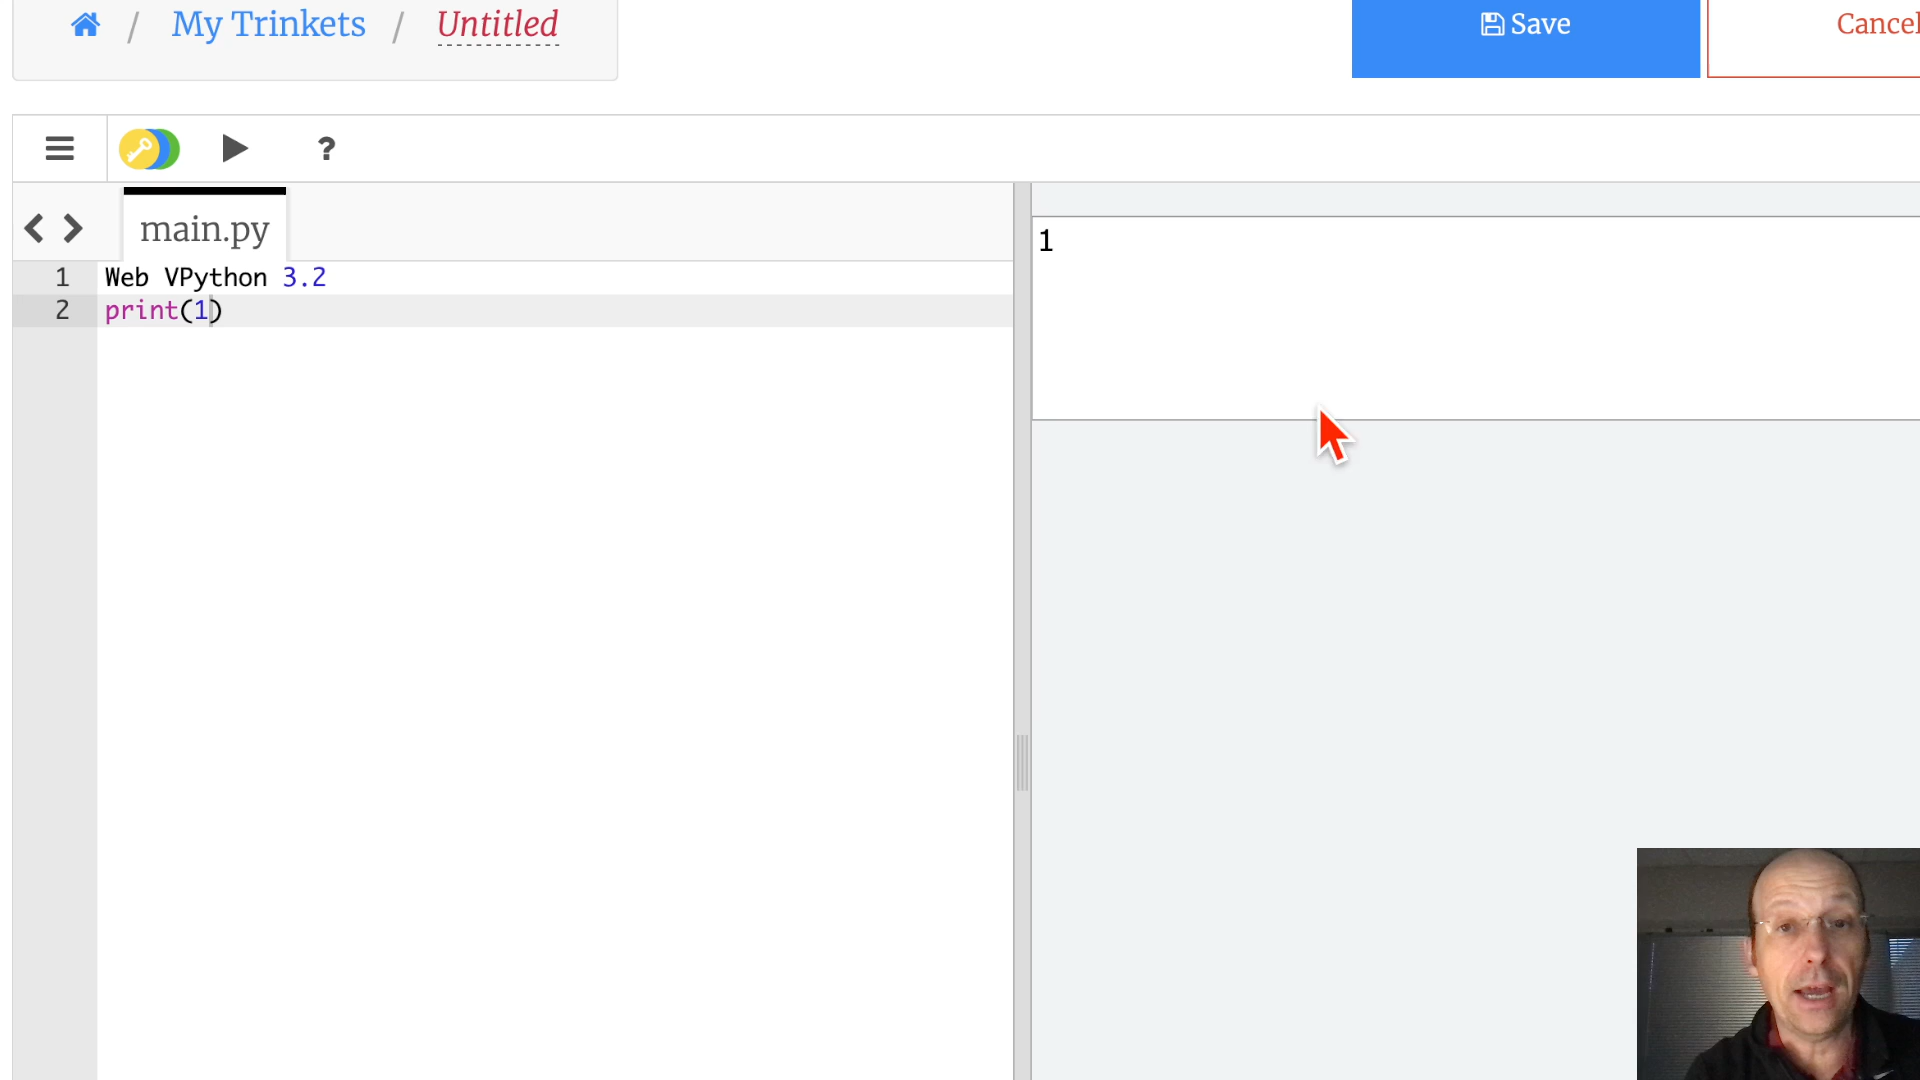 / My Trinkets / Untitled
Save
Cancel
?
main.py
1 Web VPython 3.2
2 print(1)
1